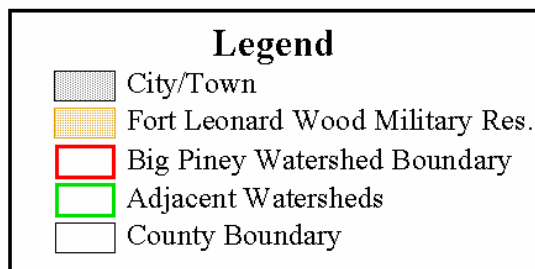 Legend
City/Town
Fort Leonard Wood Military Res.
Big Piney Watershed Boundary
Adjacent Watersheds
County Boundary